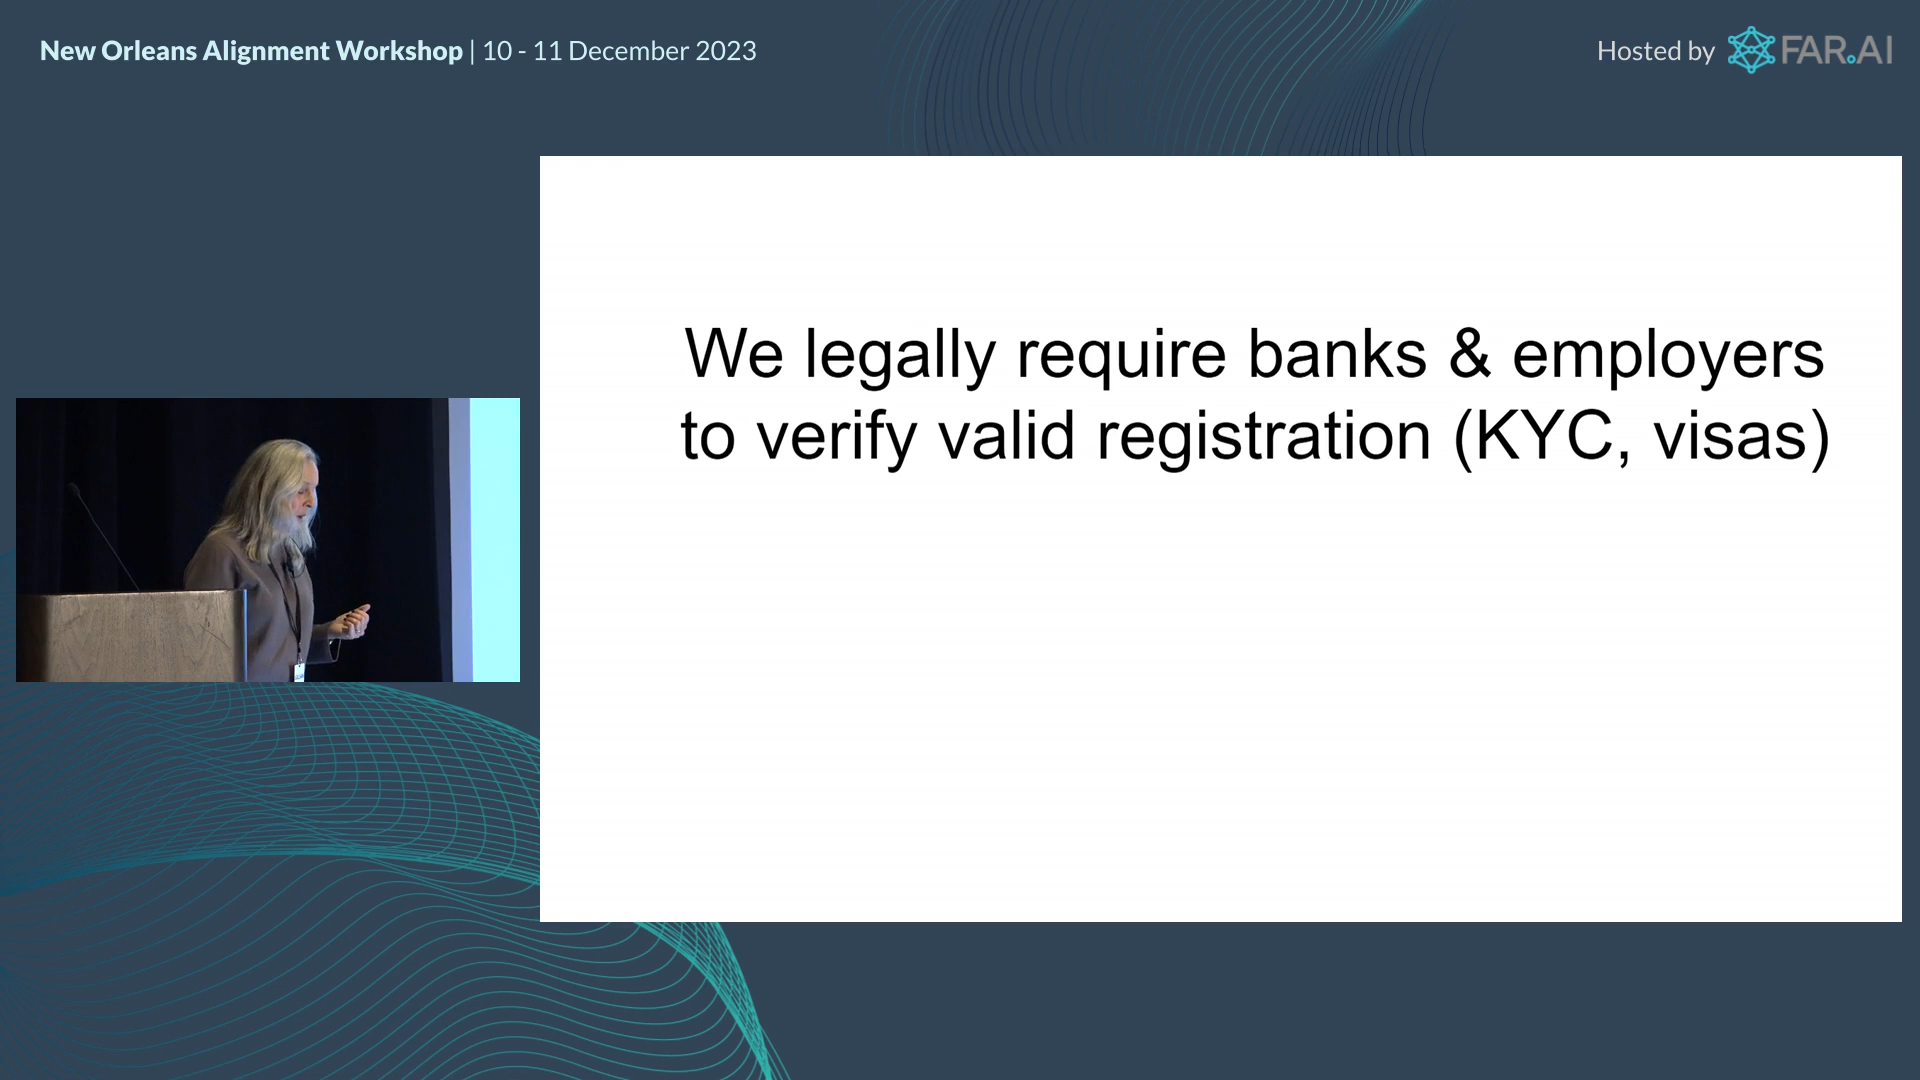 New Orleans Alignment Workshop | 10 - 11 December 2023
Hosted by FAR.AI
We legally require banks & employers
to verify valid registration (KYC, visas)